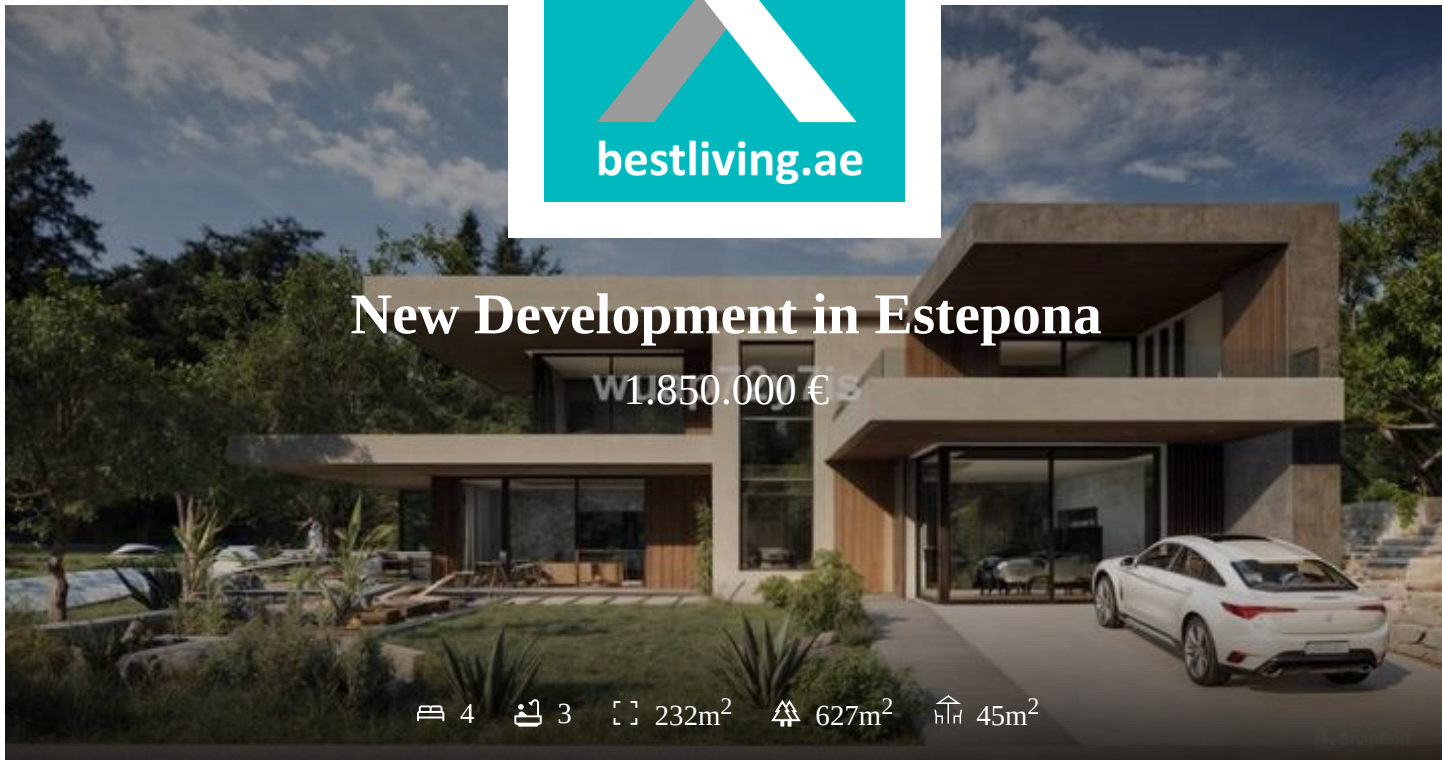 bestliving.ae
New Development in Estepona
1.850.000 €
4 3 232m² 627m² 45m²